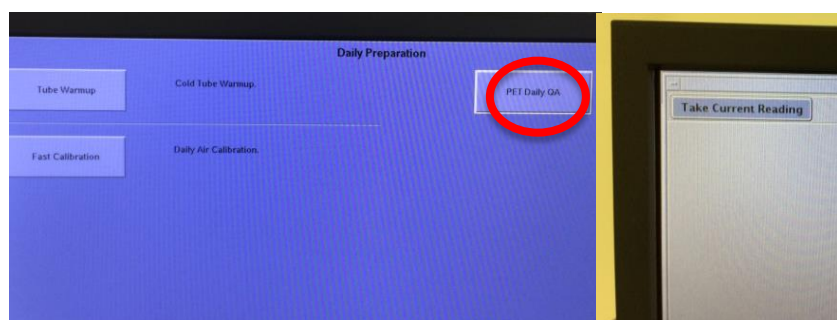 Daily Preparation
Tube Warmup
Cold Tube Warmup.
PET Daily QA
Fast Calibration
Daily Air Calibration.
Take Current Reading